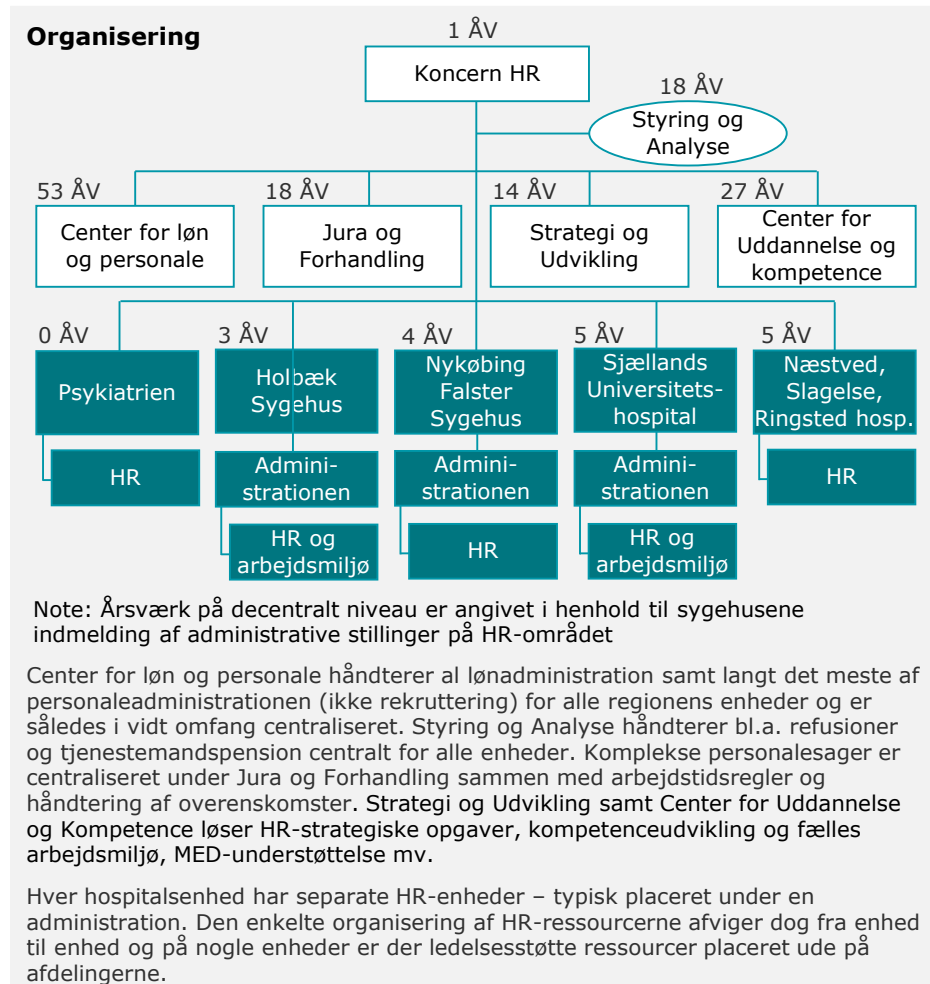 Organisering
1 ÅV
Koncern HR
18 ÅV
Styring og
Analyse
53 ÅV
Center for løn
og personale
18 ÅV
Jura og
Forhandling
14 ÅV
Strategi og
Udvikling
27 ÅV
Center for
Uddannelse og
kompetence
0 ÅV
Psykiatrien
HR
3 ÅV
Holbæk
Sygehus
Admini-
strationen
HR og
arbejdsmiljø
4 ÅV
Nykøbing
Falster
Sygehus
Admini-
strationen
HR
5 ÅV
Sjællands
Universitets-
hospital
Admini-
strationen
HR og
arbejdsmiljø
5 ÅV
Næstved,
Slagelse,
Ringsted hosp.
HR
Note: Årsværk på decentralt niveau er angivet i henhold til sygehusene
indmelding af administrative stillinger på HR-området
Center for løn og personale håndterer al lønadministration samt langt det meste af
personaleadministrationen (ikke rekruttering) for alle regionens enheder og er
således i vidt omfang centraliseret. Styring og Analyse håndterer bl.a. refusioner
og tjenestemandspension centralt for alle enheder. Komplekse personalesager er
centraliseret under Jura og Forhandling sammen med arbejdstidsregler og
håndtering af overenskomster. Strategi og Udvikling samt Center for Uddannelse
og Kompetence løser HR-strategiske opgaver, kompetenceudvikling og fælles
arbejdsmiljø, MED-understøttelse mv.
Hver hospitalsenhed har separate HR-enheder – typisk placeret under en
administration. Den enkelte organisering af HR-ressourcerne afviger dog fra enhed
til enhed og på nogle enheder er der ledelsesstøtte ressourcer placeret ude på
afdelingerne.